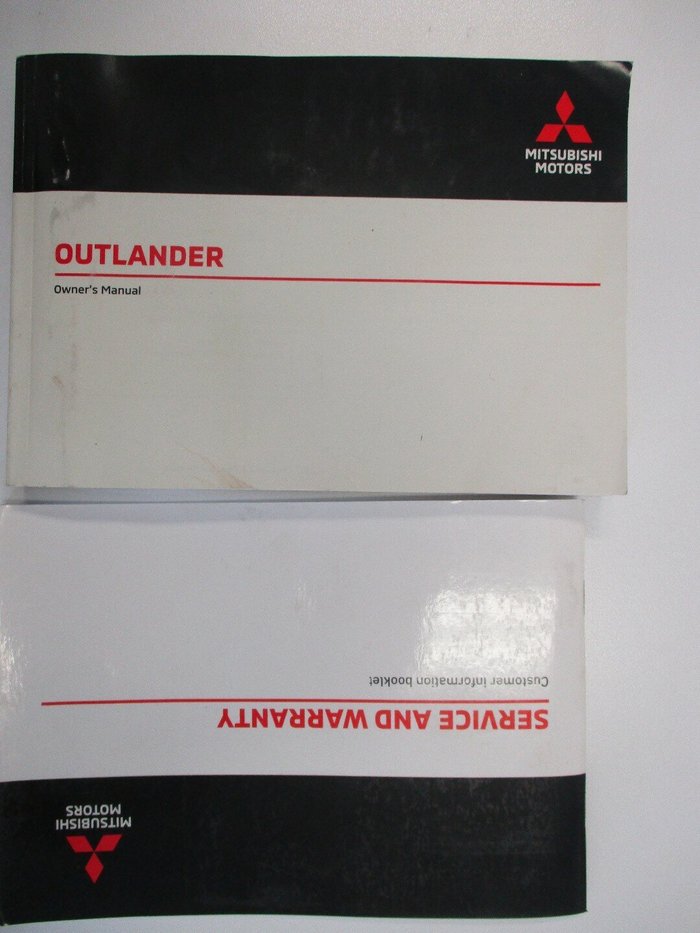 MITSUBISHI
MOTORS
OUTLANDER
Owner's Manual
SERVICE AND WARRANTY
Customer information booklet
MITSUBISHI
MOTORS